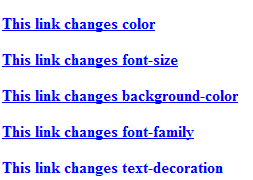 This link changes color
This link changes font-size
This link changes background-color
This link changes font-family
This link changes text-decoration